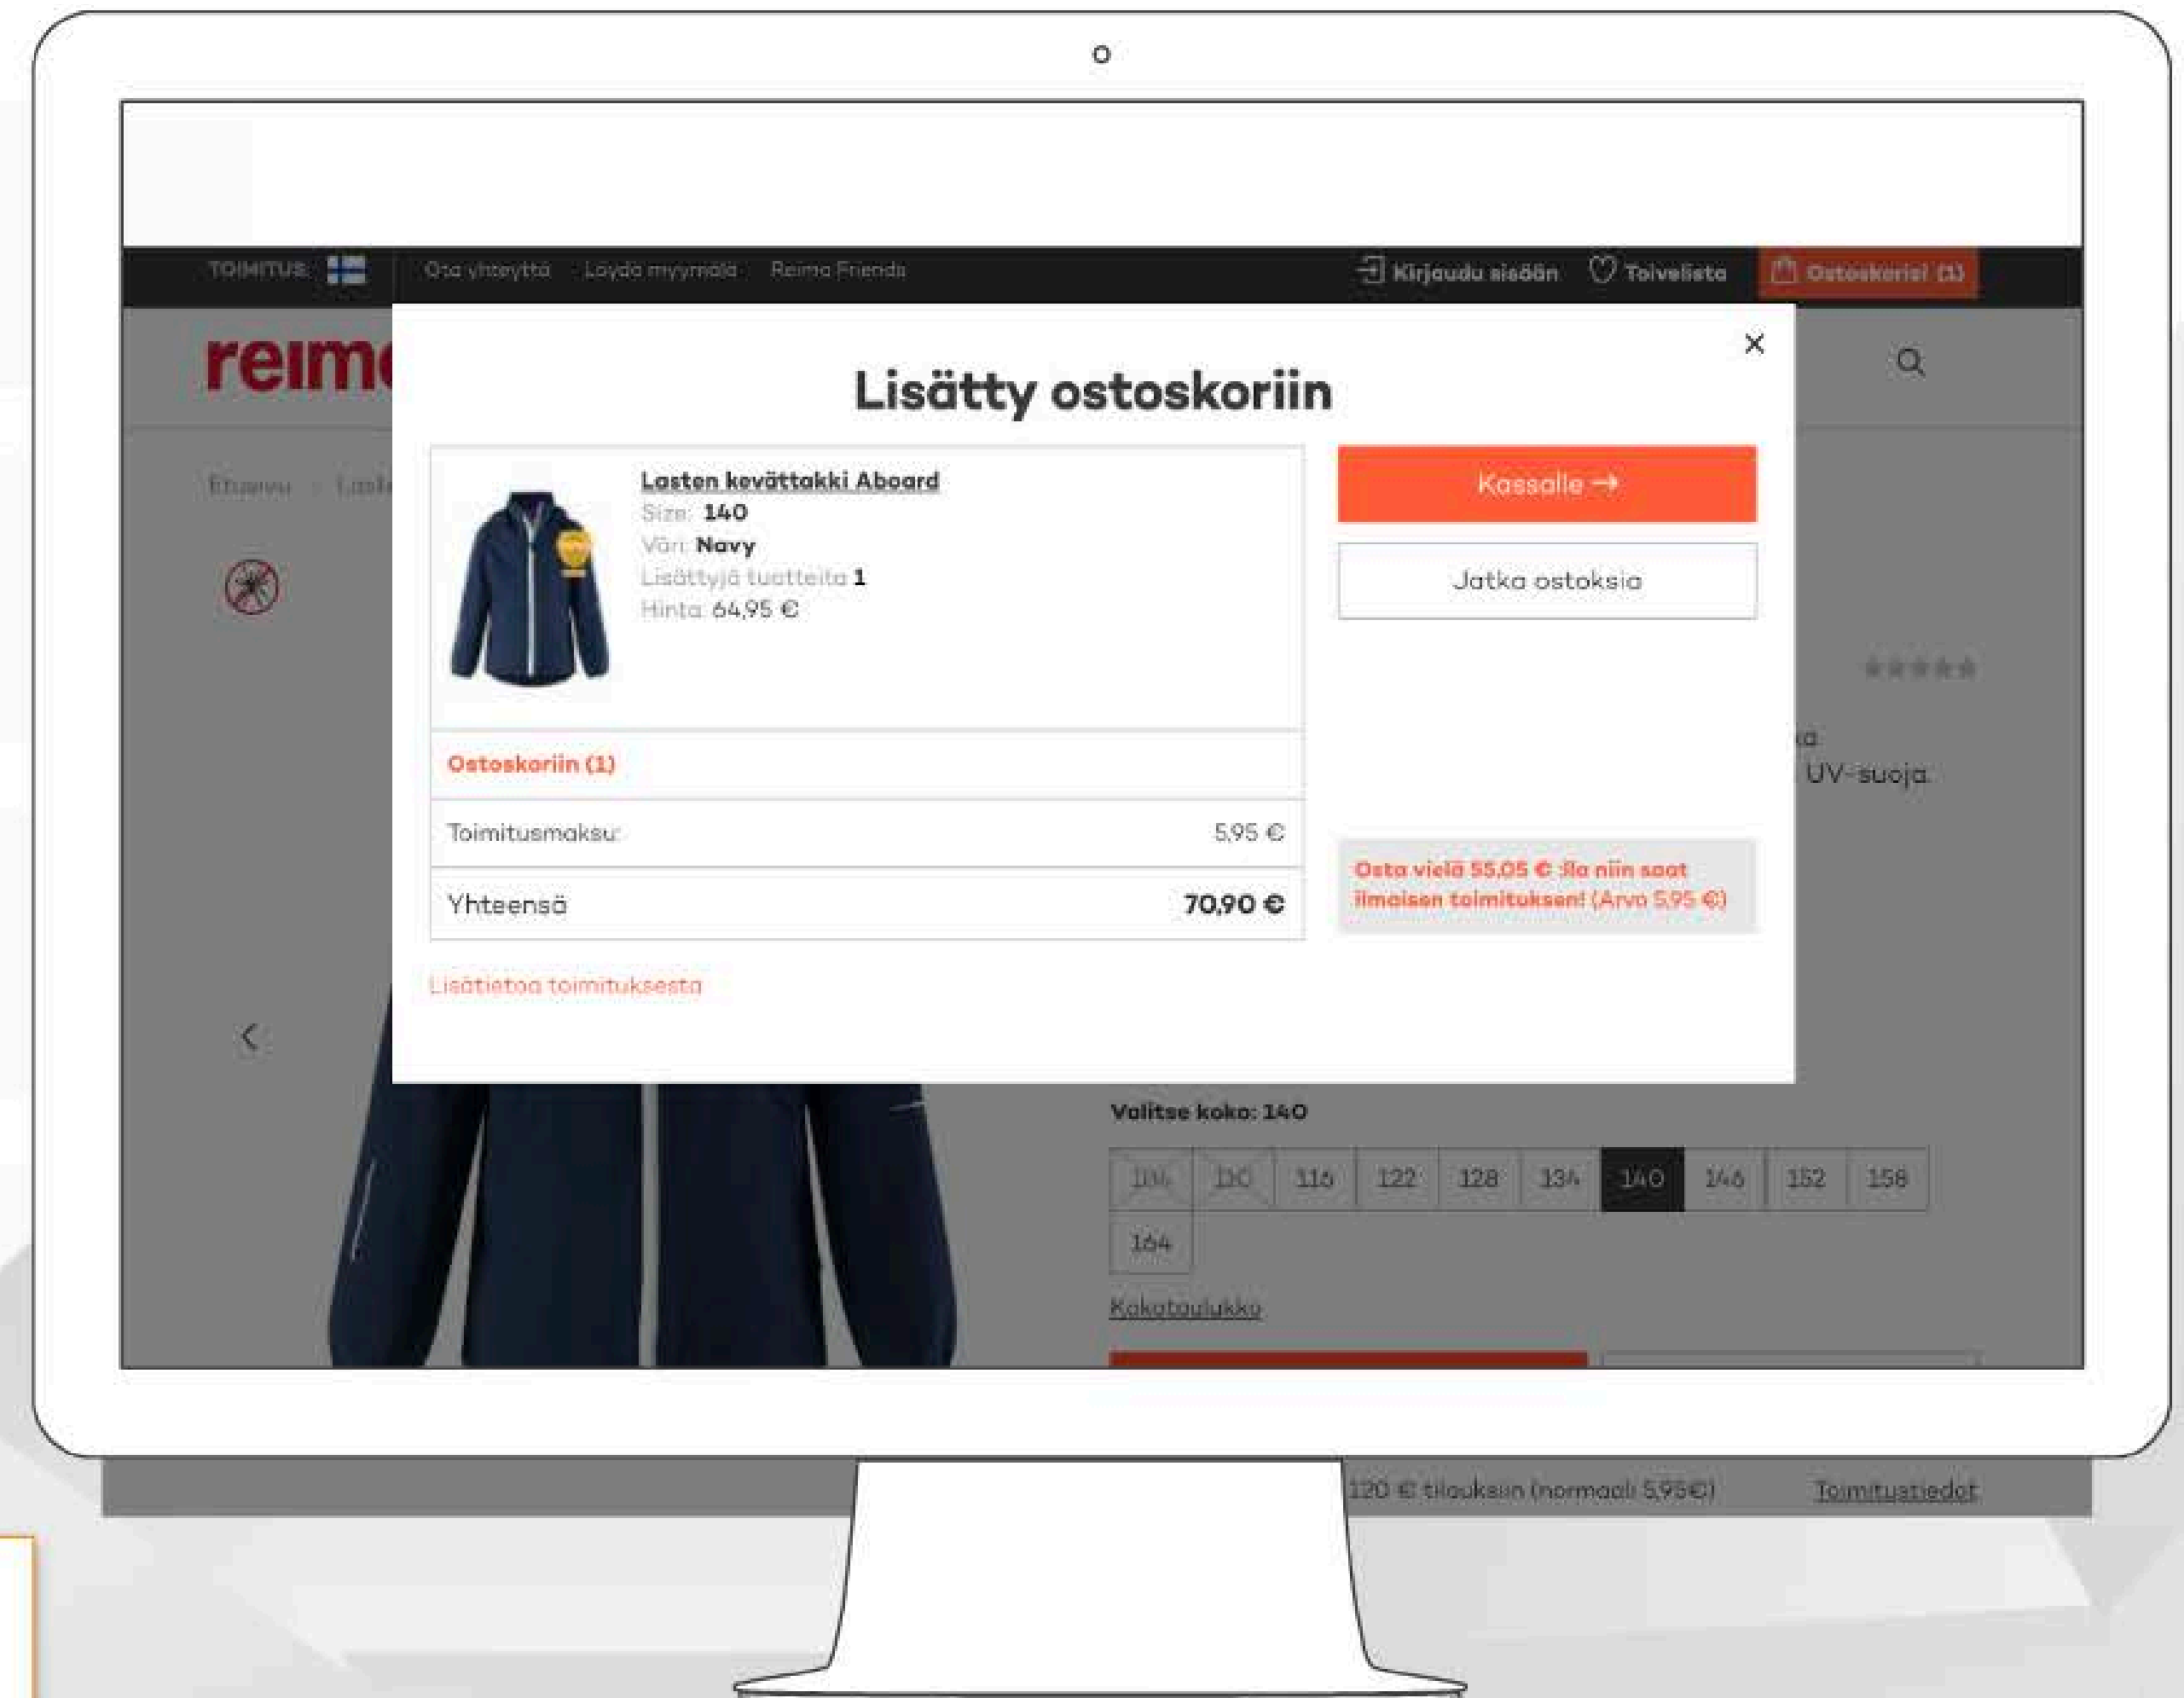 TOIMITUS:
Ota yhteyttä
Löydä myymälä
Reima Friends
Kirjaudu sisään
Toivelista
Ostoskorisi (1)
Lisätty ostoskoriin
Etusivu
Lasten kevättakki Aboard
Size: 140
Väri: Navy
Lisättyjä tuotteita 1
Hinta: 64,95 €
Kassalle →
Jatka ostoksia
Ostoskoriin (1)
UV-suoja.
Toimitusmaksu: 5,95 €
Yhteensä 70,90 €
Osta vielä 55,05 € :lla niin saat
ilmaisen toimituksen! (Arvo 5,95 €)
Lisätietoa toimituksesta
Valitse koko: 140
104 110 116 122 128 134 140 146 152 158
164
Kokotaulukko
120 € tilauksiin (normaali 5,95€)
Toimitustiedot